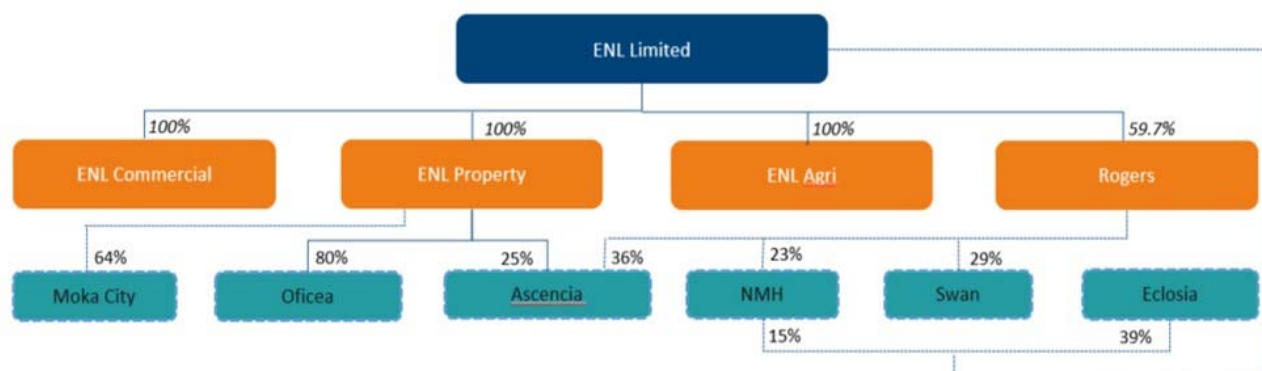 ENL Limited
100%
100%
100%
59.7%
ENL Commercial
ENL Property
ENL Agri
Rogers
64%
80%
25%
36%
23%
29%
Moka City
Oficea
Ascencia
NMH
Swan
Eclosia
15%
39%